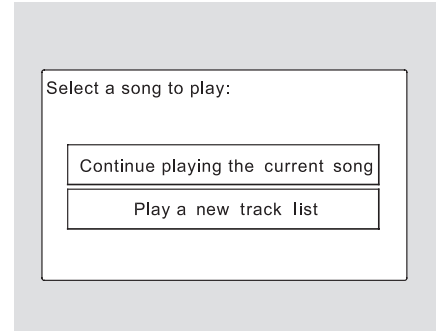 Select a song to play:
Continue playing the current song
Play a new track list